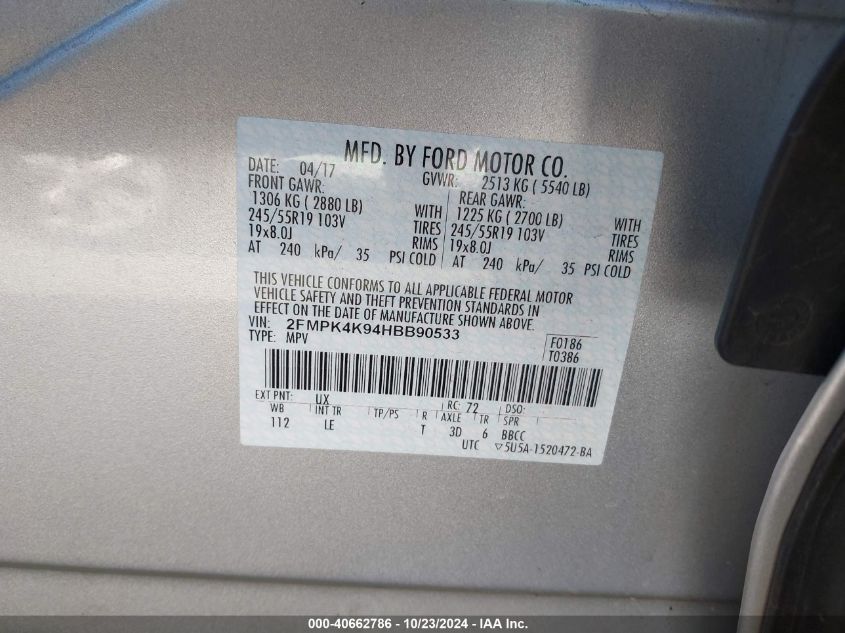 MFD. BY FORD MOTOR CO.
DATE: 04/17 GVWR: 2513 KG ( 5540 LB)
FRONT GAWR: REAR GAWR:
1306 KG ( 2880 LB) WITH 1225 KG ( 2700 LB) WITH
245/55R19 103V TIRES 245/55R19 103V TIRES
19x8.0J RIMS 19x8.0J RIMS
AT 240 kPa/ 35 PSI COLD AT 240 kPa/ 35 PSI COLD
THIS VEHICLE CONFORMS TO ALL APPLICABLE FEDERAL MOTOR
VEHICLE SAFETY AND THEFT PREVENTION STANDARDS IN
EFFECT ON THE DATE OF MANUFACTURE SHOWN ABOVE.
VIN: 2FMPK4K94HBB90533 F0186
TYPE: MPV T0386
EXT PNT: UX RC: 72 DSO:
WB INT TR TP/PS R AXLE TR SPR
112 LE T 3D 6 BBCC
UTC ▽5U5A-1520472-BA
000-40662786 - 10/23/2024 - IAA Inc.